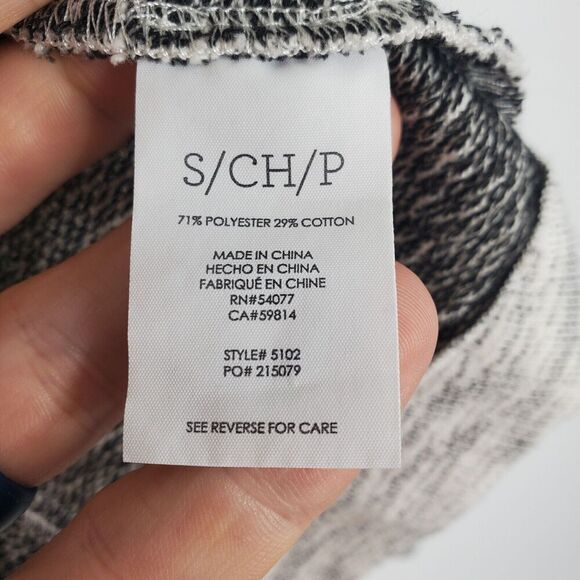 S/CH/P
71% POLYESTER 29% COTTON
MADE IN CHINA
HECHO EN CHINA
FABRIQUÉ EN CHINE
RN#54077
CA#59814
STYLE# 5102
PO# 215079
SEE REVERSE FOR CARE